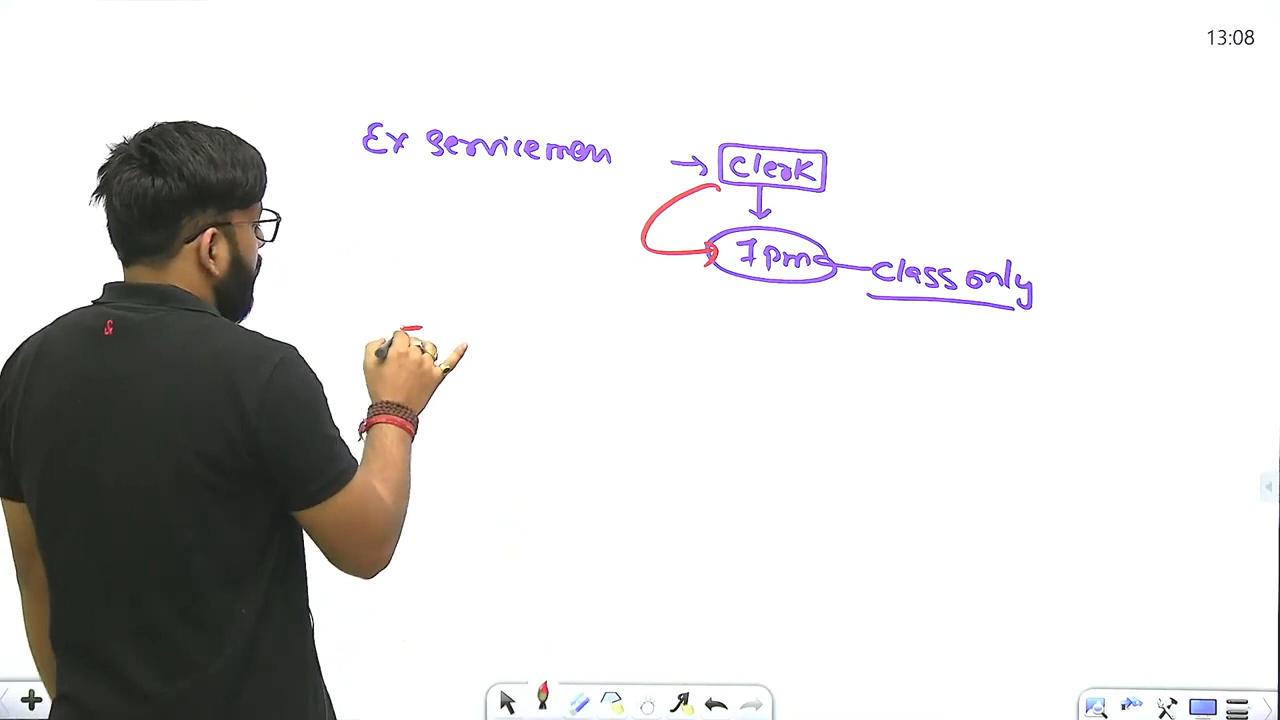 13:08
Ex servicemen → Clerk
7pm — class only